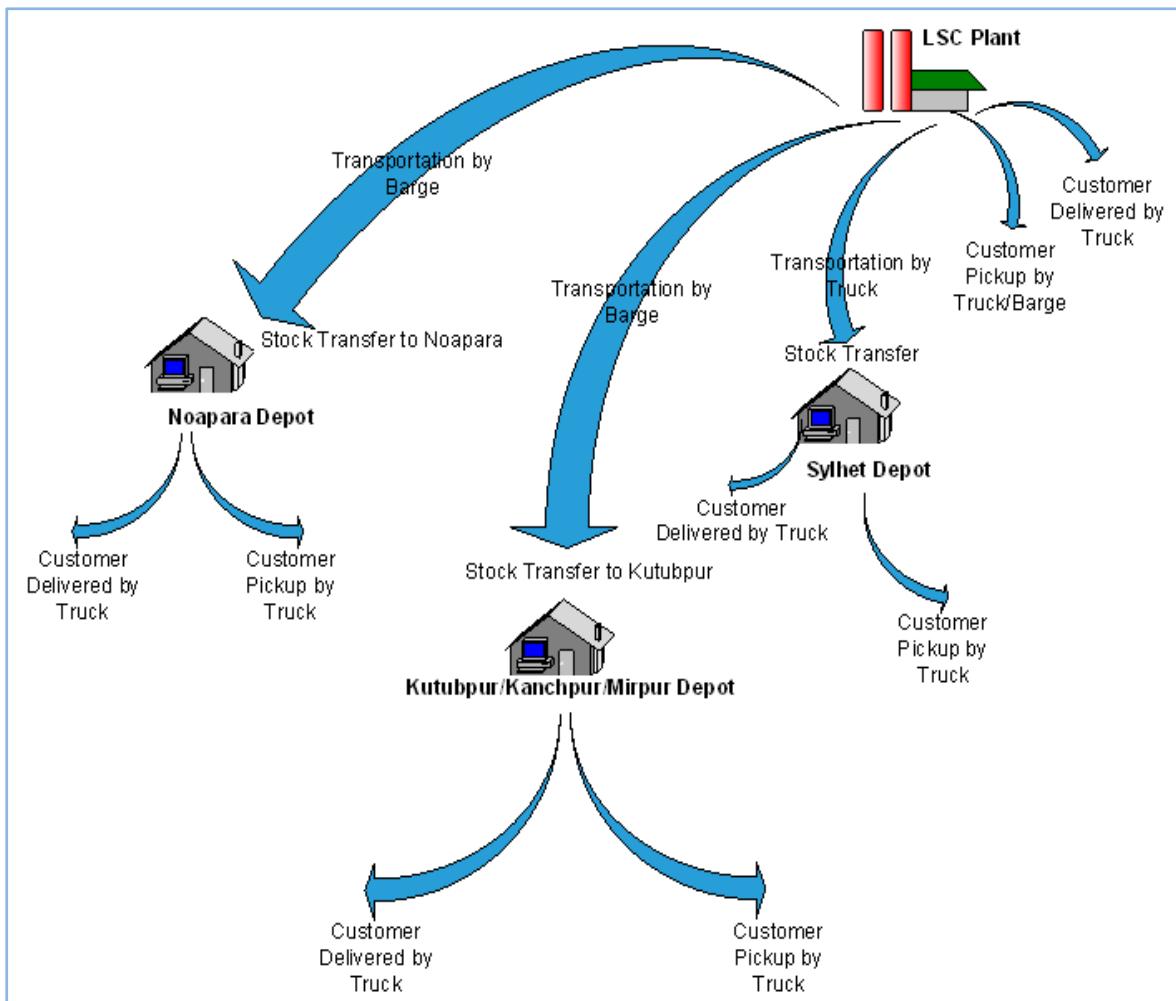 LSC Plant
Transportation by
Barge
Customer
Delivered by
Truck
Customer
Pickup by
Truck/Barge
Transportation by
Truck
Transportation by
Barge
Stock Transfer to Noapara
Stock Transfer
Noapara Depot
Sylhet Depot
Customer
Delivered by Truck
Customer
Delivered by
Truck
Customer
Pickup by
Truck
Stock Transfer to Kutubpur
Customer
Pickup by
Truck
Kutubpur/Kanchpur/Mirpur Depot
Customer
Delivered by
Truck
Customer
Pickup by
Truck